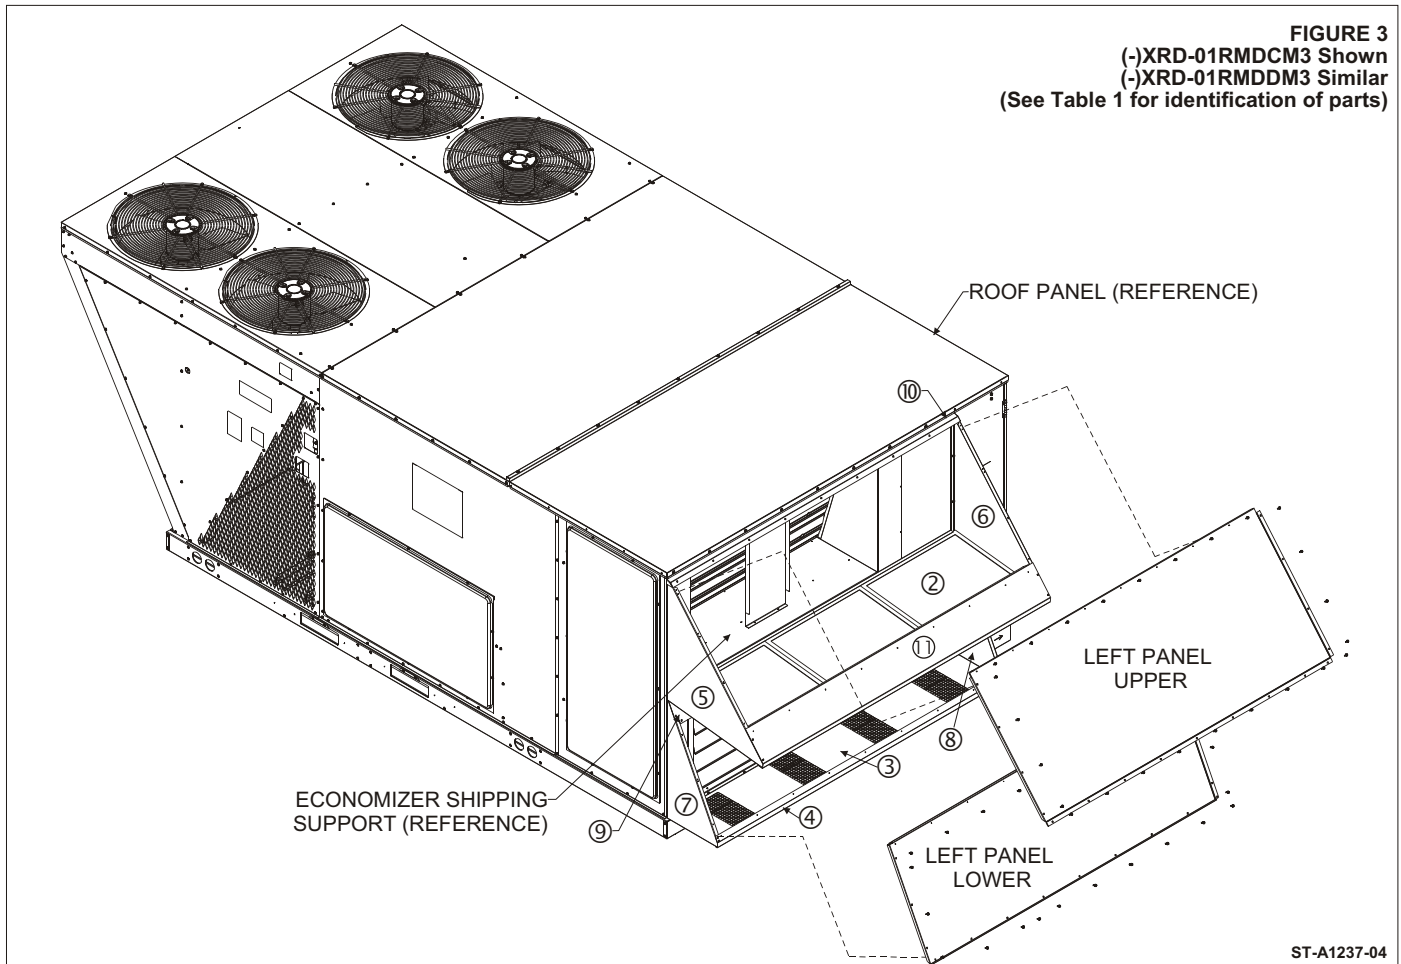 FIGURE 3
(-)XRD-01RMDCM3 Shown
(-)XRD-01RMDDM3 Similar
(See Table 1 for identification of parts)
ROOF PANEL (REFERENCE)
⑩
⑥
②
⑪
LEFT PANEL
UPPER
⑤
⑧
③
ECONOMIZER SHIPPING
SUPPORT (REFERENCE)
⑨
⑦
④
LEFT PANEL
LOWER
ST-A1237-04